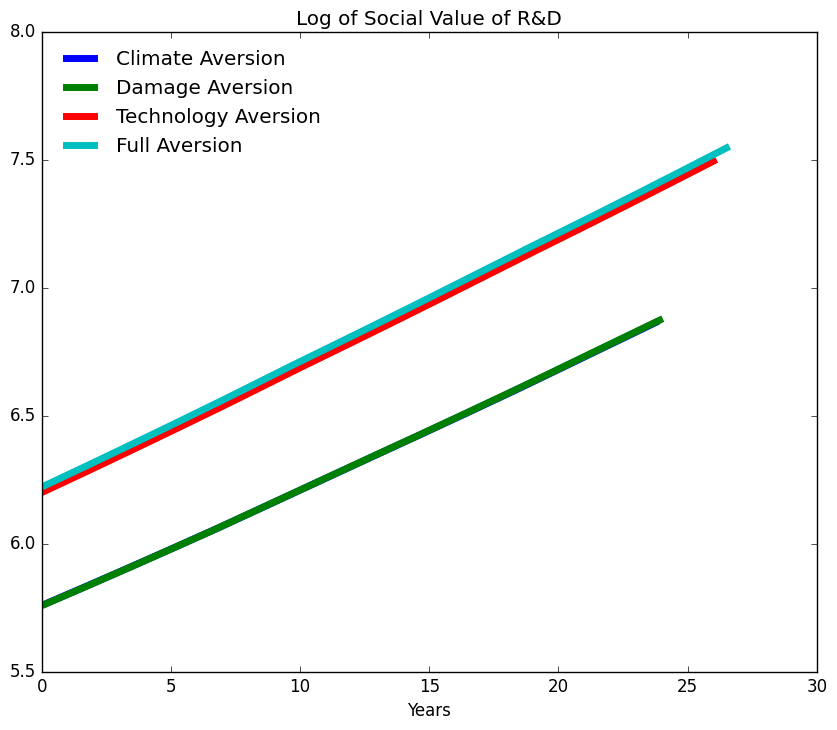 Log of Social Value of R&D
8.0
7.5
7.0
6.5
6.0
5.5
Climate Aversion
Damage Aversion
Technology Aversion
Full Aversion
0 5 10 15 20 25 30
Years